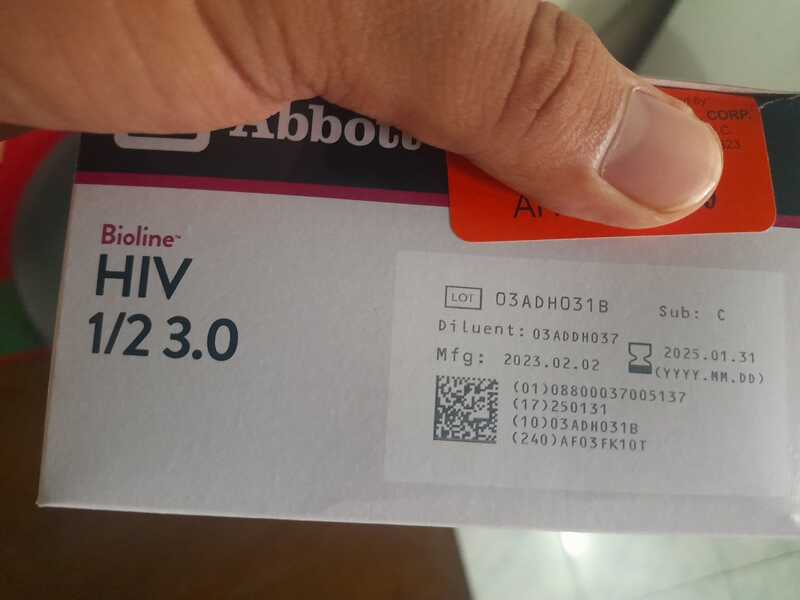 Abbott
CORP.
C.
Bioline™
HIV
1/2 3.0
LOT 03ADH031B Sub: C
Diluent: 03ADDH037
Mfg: 2023.02.02 2025.01.31
(YYYY.MM.DD)
(01)08800037005137
(17)250131
(10)03ADH031B
(240)AF03FK10T